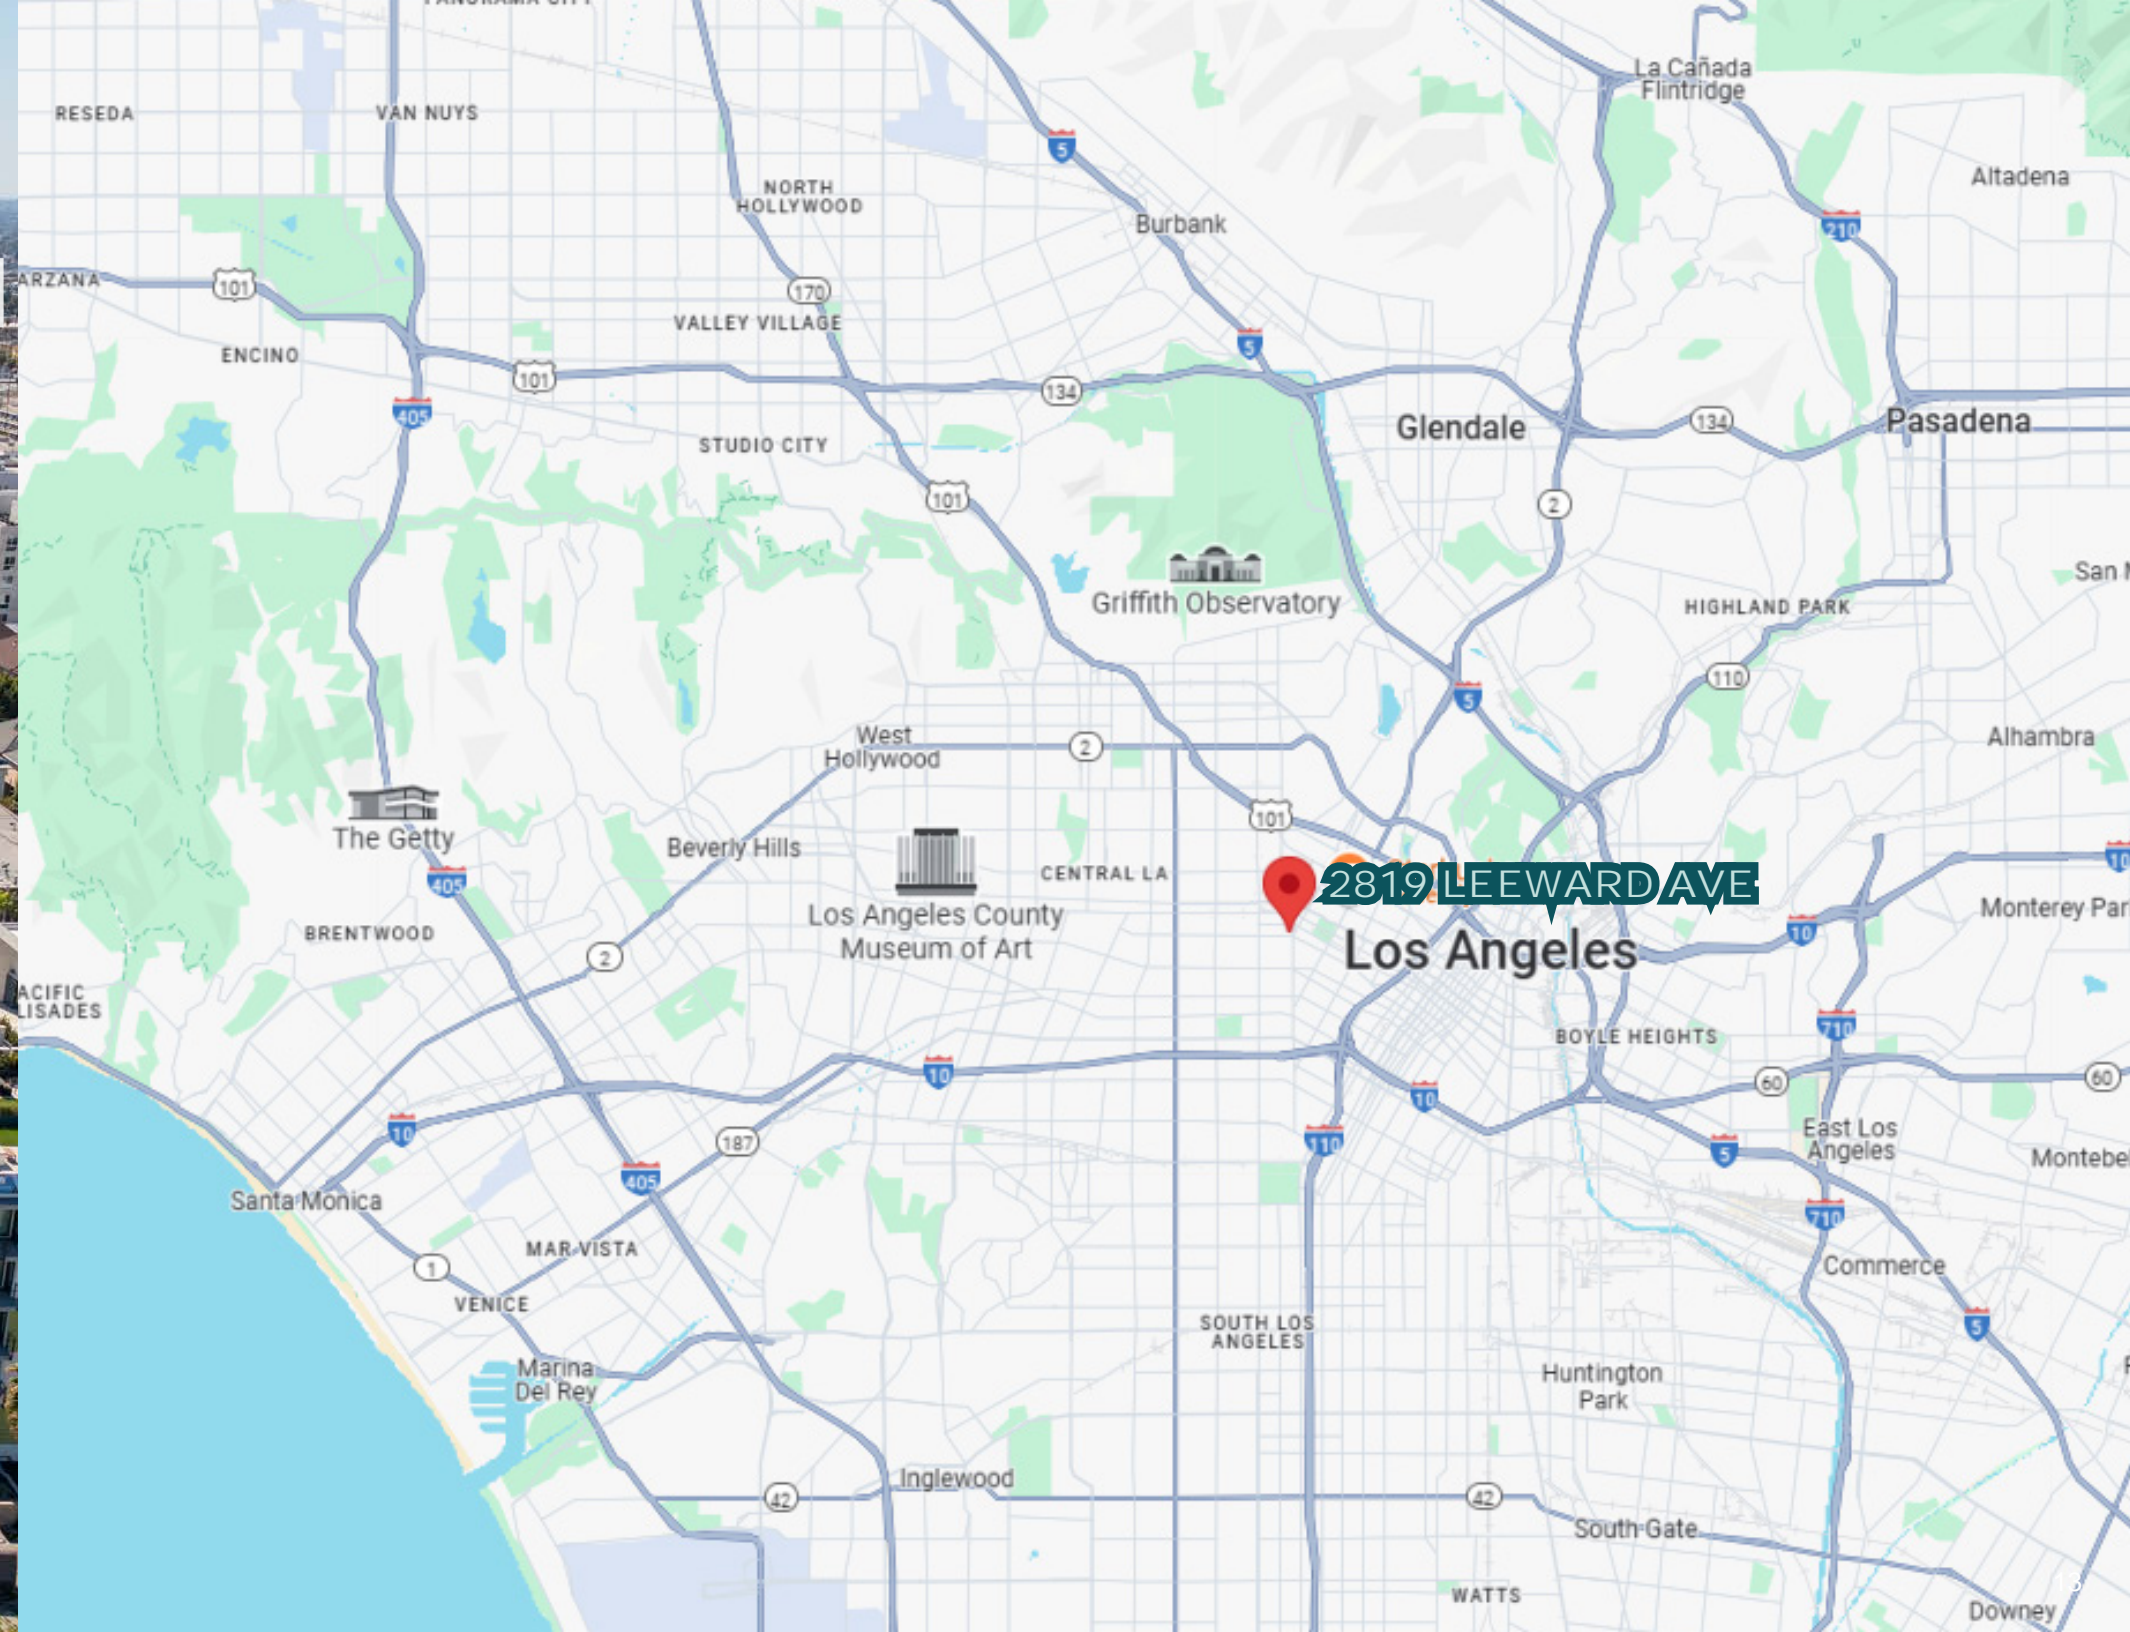 PANORAMA CITY
La Cañada
Flintridge
RESEDA
VAN NUYS
5
Altadena
NORTH
HOLLYWOOD
Burbank
210
ARZANA
101
170
VALLEY VILLAGE
5
ENCINO
101
134
405
Glendale
134
Pasadena
STUDIO CITY
101
2
San
Griffith Observatory
HIGHLAND PARK
110
5
West
Hollywood
2
Alhambra
101
The Getty
Beverly Hills
10
CENTRAL LA
405
2819 LEEWARD AVE
Los Angeles County
Museum of Art
Monterey Par
BRENTWOOD
10
Los Angeles
2
ACIFIC
LISADES
710
BOYLE HEIGHTS
10
60
60
10
10
East Los
Angeles
187
110
5
Montebe
405
Santa Monica
710
MAR VISTA
1
Commerce
VENICE
5
SOUTH LOS
ANGELES
Marina
Del Rey
Huntington
Park
Inglewood
42
42
South Gate
WATTS
13
Downey